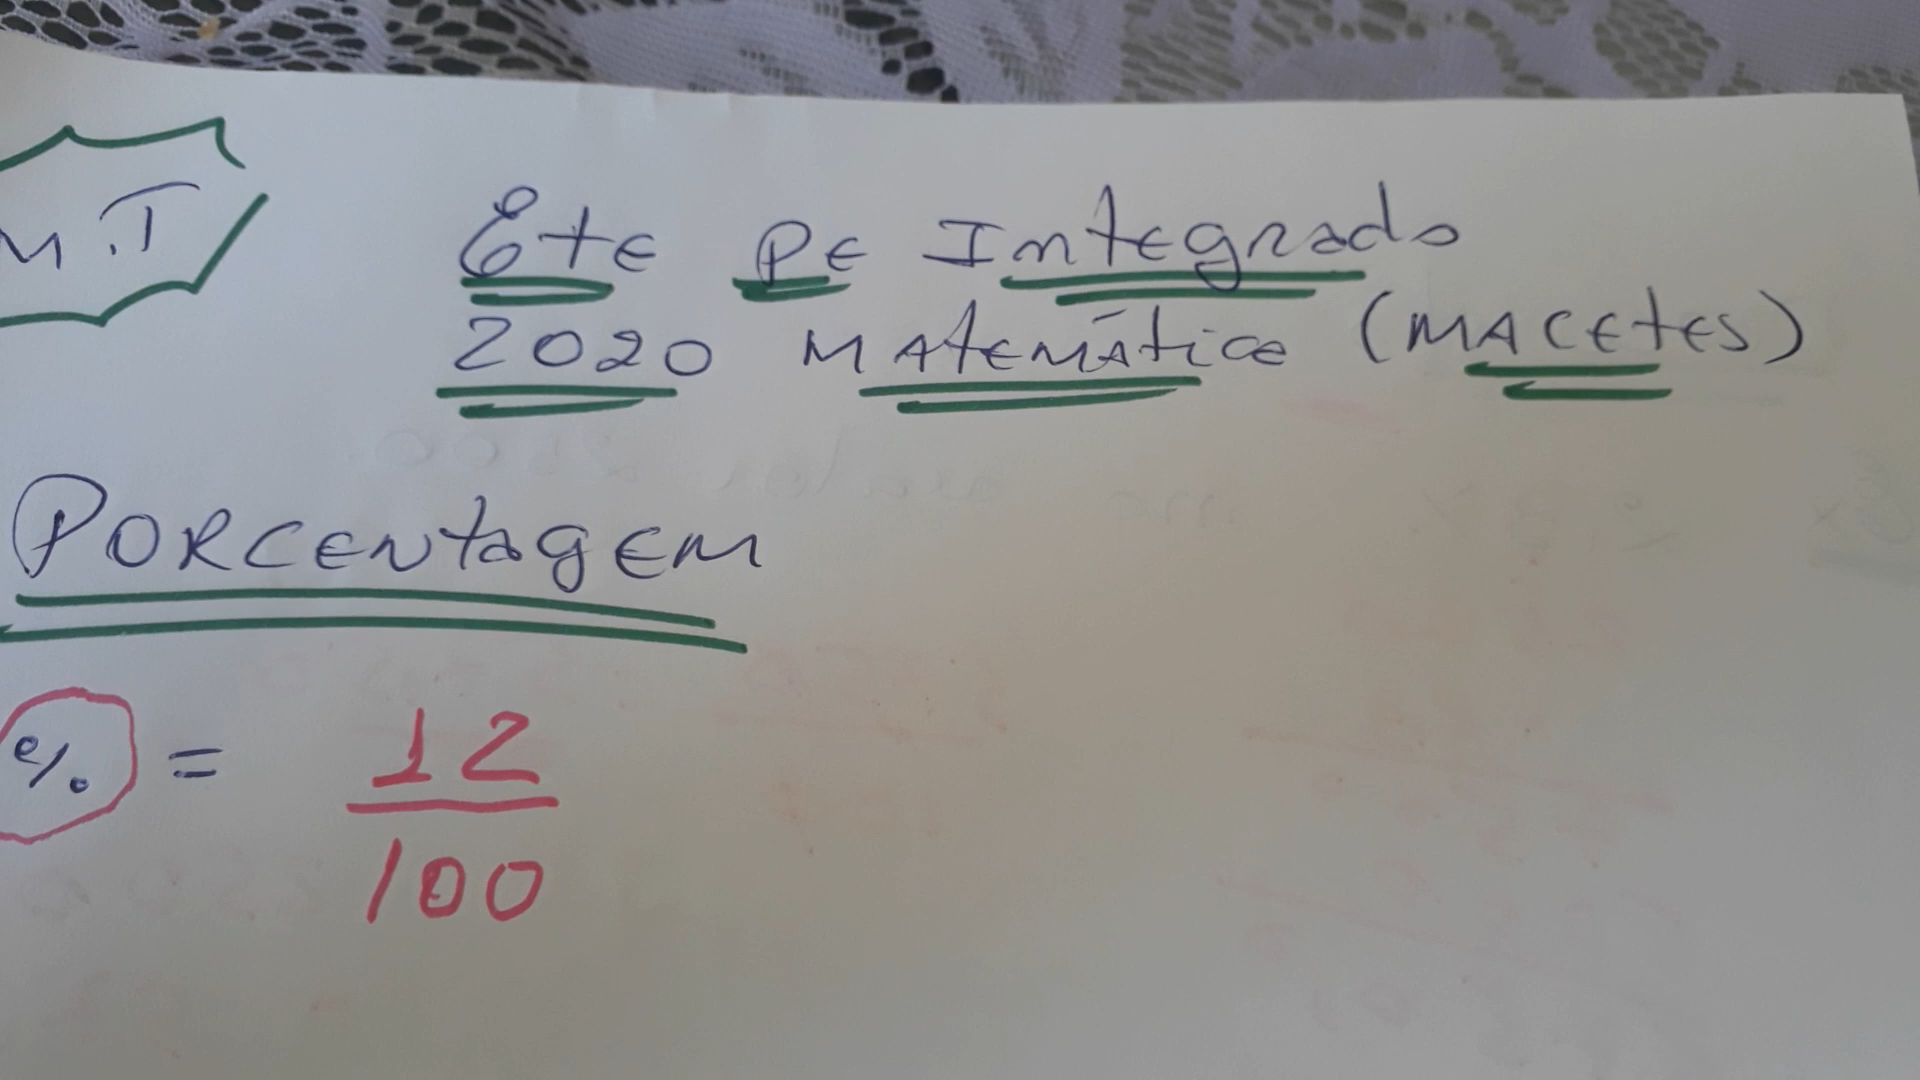 M.T
Ete PE Integrado
2020 MATEMÁtica (MACEtES)
PORCENtagEM
% = 12
100